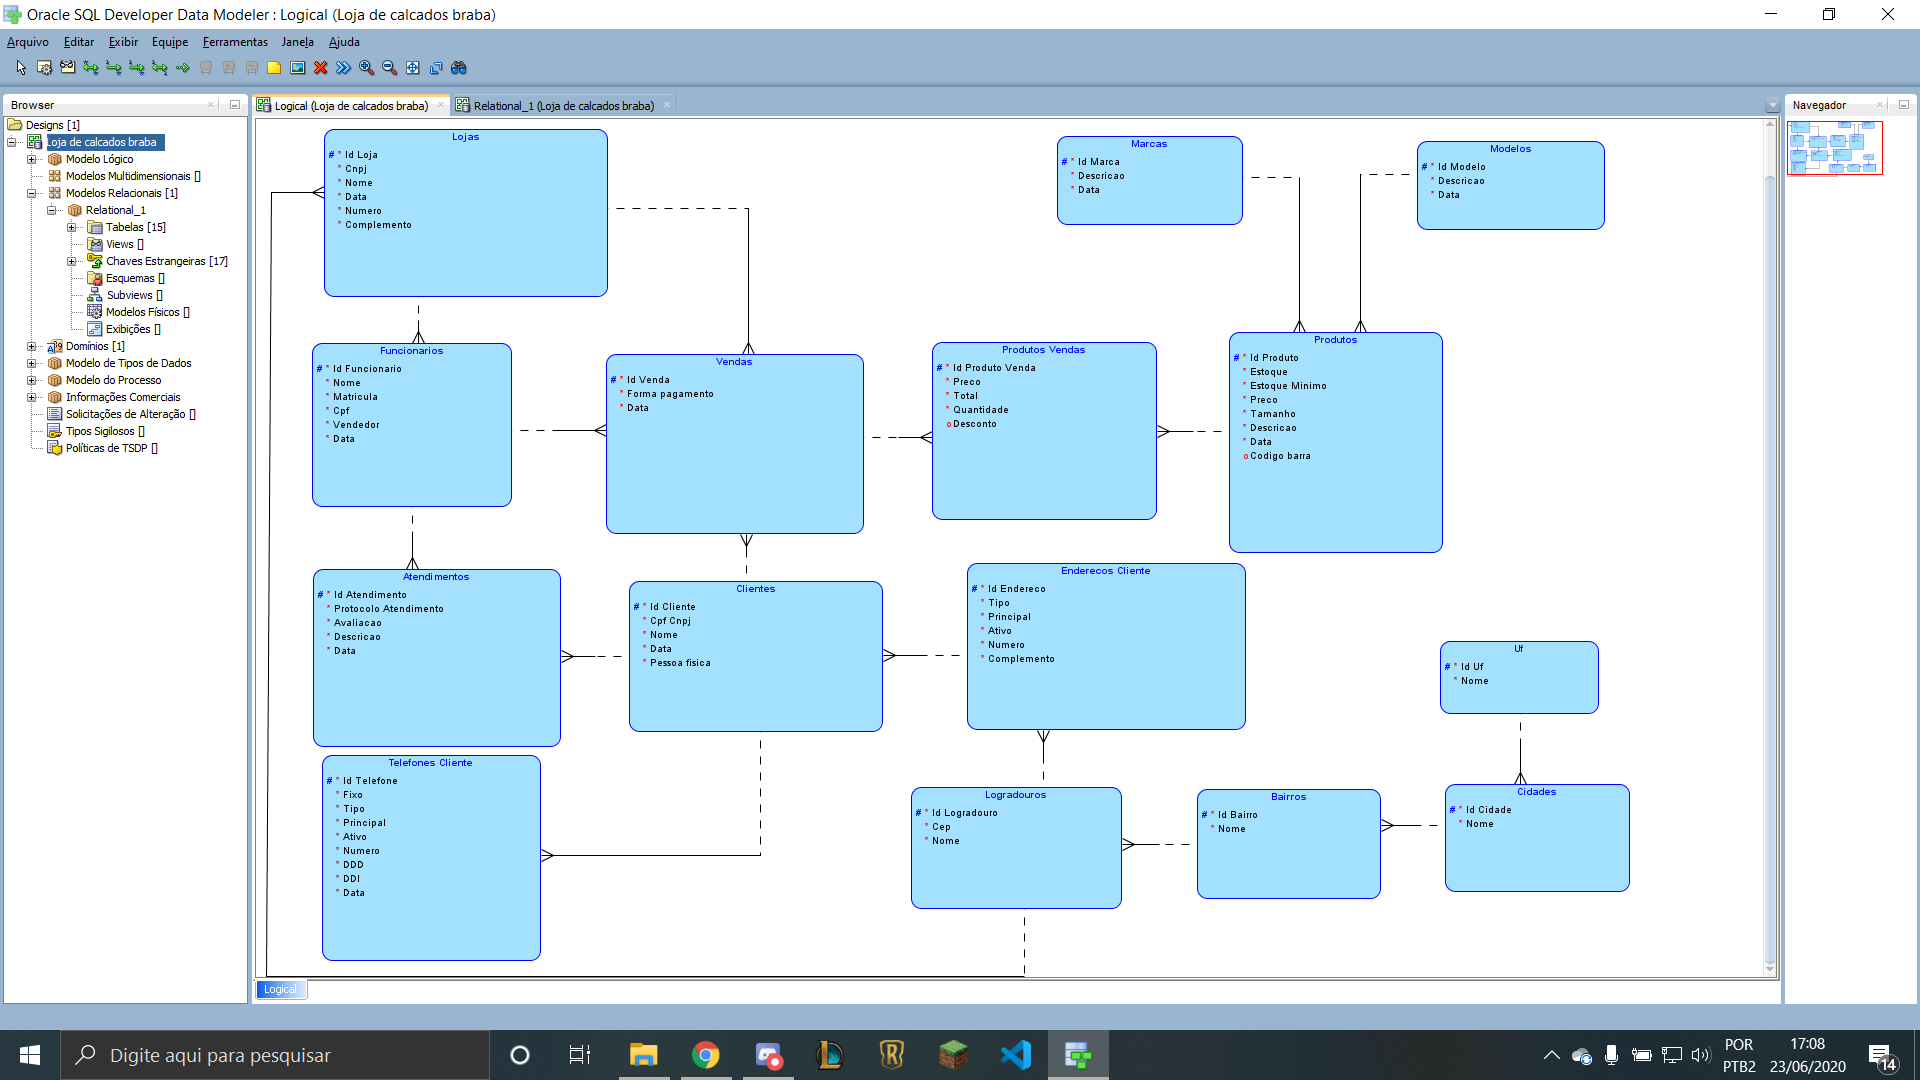 Oracle SQL Developer Data Modeler : Logical (Loja de calcados braba)
Arquivo Editar Exibir Equipe Ferramentas Janela Ajuda
Browser
Designs [1]
Loja de calcados braba
Modelo Lógico
Modelos Multidimensionais []
Modelos Relacionais [1]
Relational_1
Tabelas [15]
Views []
Chaves Estrangeiras [17]
Esquemas []
Subviews []
Modelos Físicos []
Exibições []
Domínios [1]
Modelo de Tipos de Dados
Modelo do Processo
Informações Comerciais
Solicitações de Alteração []
Tipos Sigilosos []
Políticas de TSDP []
Logical (Loja de calcados braba)
Relational_1 (Loja de calcados braba)
Navegador
Lojas
# * Id Loja
* Cnpj
* Nome
* Data
* Numero
* Complemento
Marcas
# * Id Marca
* Descricao
* Data
Modelos
# * Id Modelo
* Descricao
* Data
Funcionarios
# * Id Funcionario
* Nome
* Matricula
* Cpf
* Vendedor
* Data
Vendas
# * Id Venda
* Forma pagamento
* Data
Produtos Vendas
# * Id Produto Venda
* Preco
* Total
* Quantidade
o Desconto
Produtos
# * Id Produto
* Estoque
* Estoque Minimo
* Preco
* Tamanho
* Descricao
* Data
o Codigo barra
Atendimentos
# * Id Atendimento
* Protocolo Atendimento
* Avaliacao
* Descricao
* Data
Clientes
# * Id Cliente
* Cpf Cnpj
* Nome
* Data
* Pessoa fisica
Enderecos Cliente
# * Id Endereco
* Tipo
* Principal
* Ativo
* Numero
* Complemento
Uf
# * Id Uf
* Nome
Telefones Cliente
# * Id Telefone
* Fixo
* Tipo
* Principal
* Ativo
* Numero
* DDD
* DDI
* Data
Logradouros
# * Id Logradouro
* Cep
* Nome
Bairros
# * Id Bairro
* Nome
Cidades
# * Id Cidade
* Nome
Logical
Digite aqui para pesquisar
POR
PTB2
17:08
23/06/2020
14